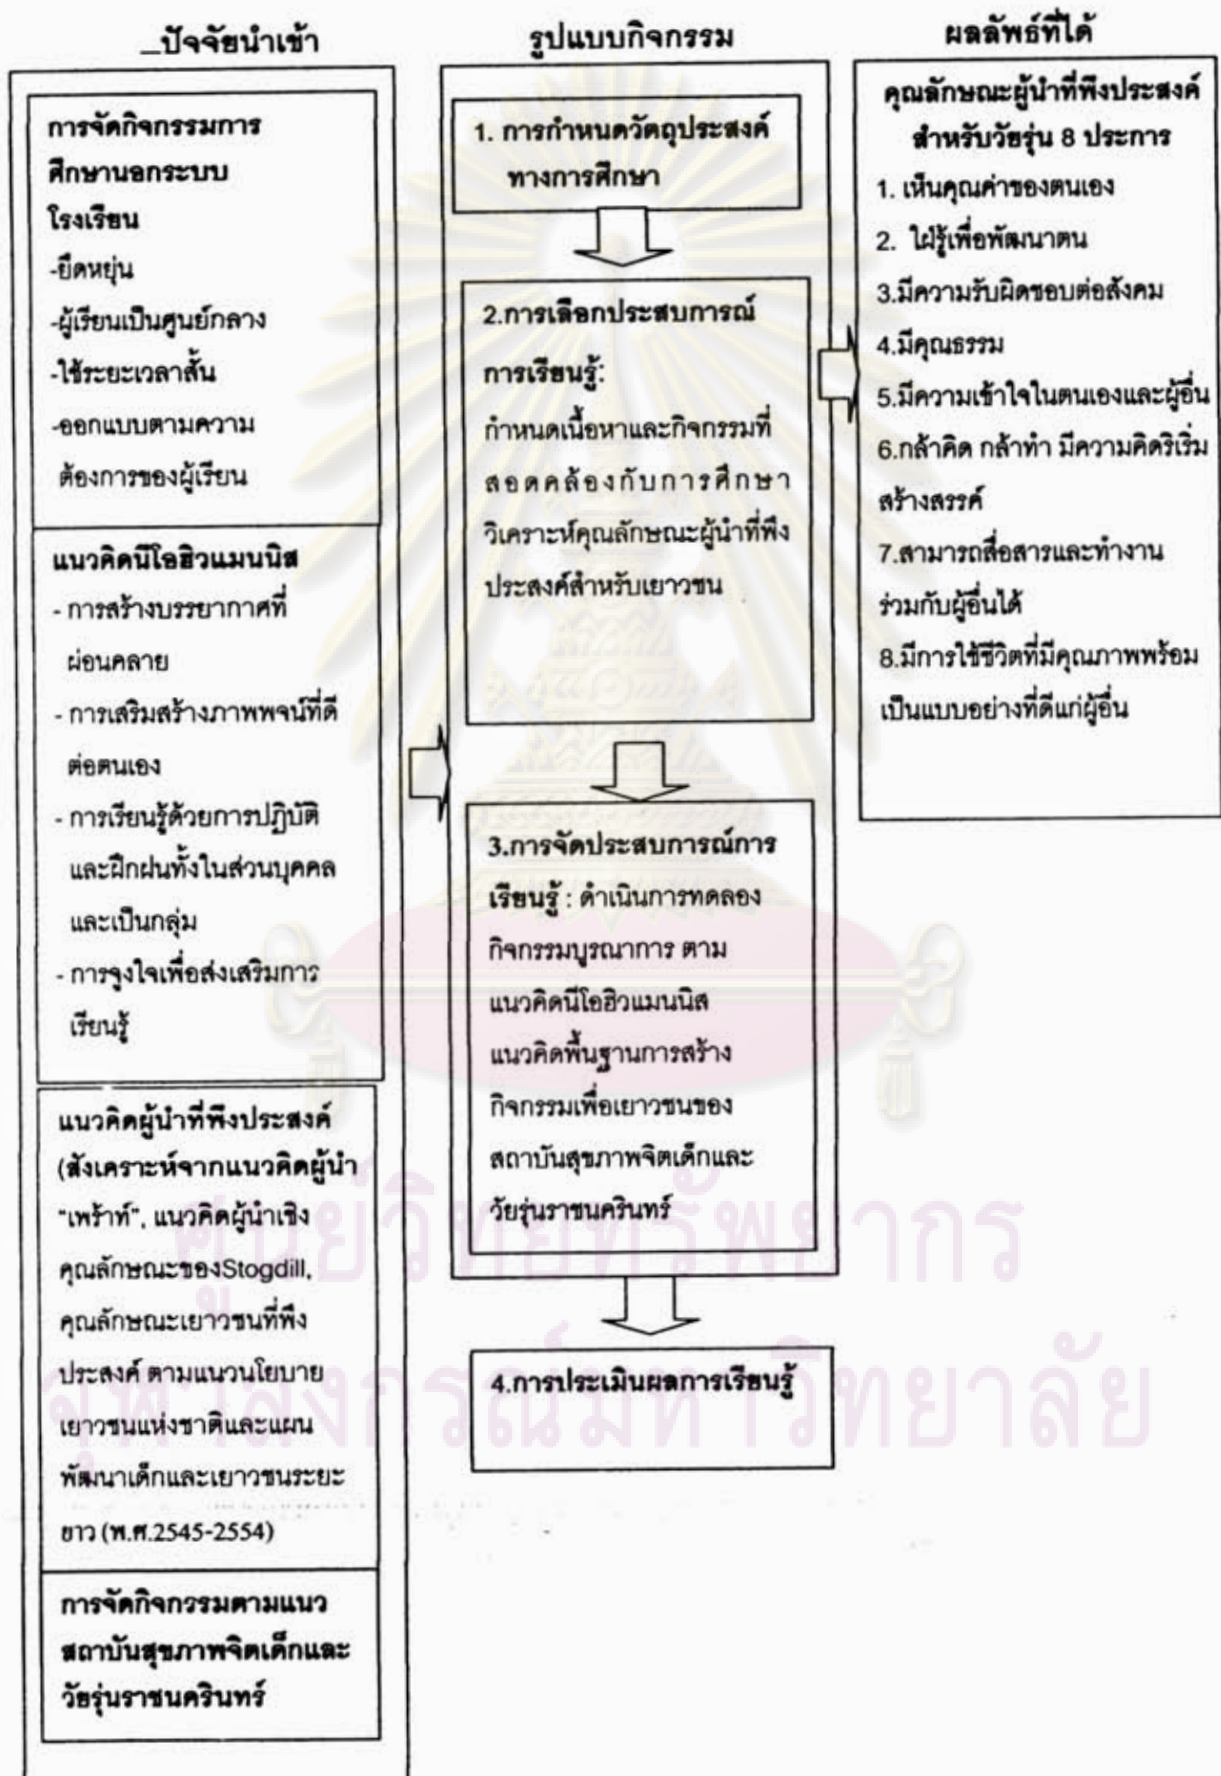 _ปัจจัยนำเข้า
การจัดกิจกรรมการ
ศึกษานอกระบบ
โรงเรียน
-ยืดหยุ่น
-ผู้เรียนเป็นศูนย์กลาง
-ใช้ระยะเวลาสั้น
-ออกแบบตามความ
ต้องการของผู้เรียน
แนวคิดนีโอฮิวแมนนิส
- การสร้างบรรยากาศที่
ผ่อนคลาย
- การเสริมสร้างภาพพจน์ที่ดี
ต่อตนเอง
- การเรียนรู้ด้วยการปฏิบัติ
และฝึกฝนทั้งในส่วนบุคคล
และเป็นกลุ่ม
- การจูงใจเพื่อส่งเสริมการ
เรียนรู้
แนวคิดผู้นำที่พึงประสงค์
(สังเคราะห์จากแนวคิดผู้นำ
"เพร้าท์", แนวคิดผู้นำเชิง
คุณลักษณะของStogdill,
คุณลักษณะเยาวชนที่พึง
ประสงค์ ตามแนวนโยบาย
เยาวชนแห่งชาติและแผน
พัฒนาเด็กและเยาวชนระยะ
ยาว (พ.ศ.2545-2554)
การจัดกิจกรรมตามแนว
สถาบันสุขภาพจิตเด็กและ
วัยรุ่นราชนครินทร์
รูปแบบกิจกรรม
1. การกำหนดวัตถุประสงค์
ทางการศึกษา
2.การเลือกประสบการณ์
การเรียนรู้:
กำหนดเนื้อหาและกิจกรรมที่
สอดคล้องกับการศึกษา
วิเคราะห์คุณลักษณะผู้นำที่พึง
ประสงค์สำหรับเยาวชน
3.การจัดประสบการณ์การ
เรียนรู้ : ดำเนินการทดลอง
กิจกรรมบูรณาการ ตาม
แนวคิดนีโอฮิวแมนนิส
แนวคิดพื้นฐานการสร้าง
กิจกรรมเพื่อเยาวชนของ
สถาบันสุขภาพจิตเด็กและ
วัยรุ่นราชนครินทร์
4.การประเมินผลการเรียนรู้
ผลลัพธ์ที่ได้
คุณลักษณะผู้นำที่พึงประสงค์
สำหรับวัยรุ่น 8 ประการ
1. เห็นคุณค่าของตนเอง
2. ใฝ่รู้เพื่อพัฒนาตน
3.มีความรับผิดชอบต่อสังคม
4.มีคุณธรรม
5.มีความเข้าใจในตนเองและผู้อื่น
6.กล้าคิด กล้าทำ มีความคิดริเริ่ม
สร้างสรรค์
7.สามารถสื่อสารและทำงาน
ร่วมกับผู้อื่นได้
8.มีการใช้ชีวิตที่มีคุณภาพพร้อม
เป็นแบบอย่างที่ดีแก่ผู้อื่น
ศูนย์วิทยทรัพยากร
จุฬาลงกรณ์มหาวิทยาลัย